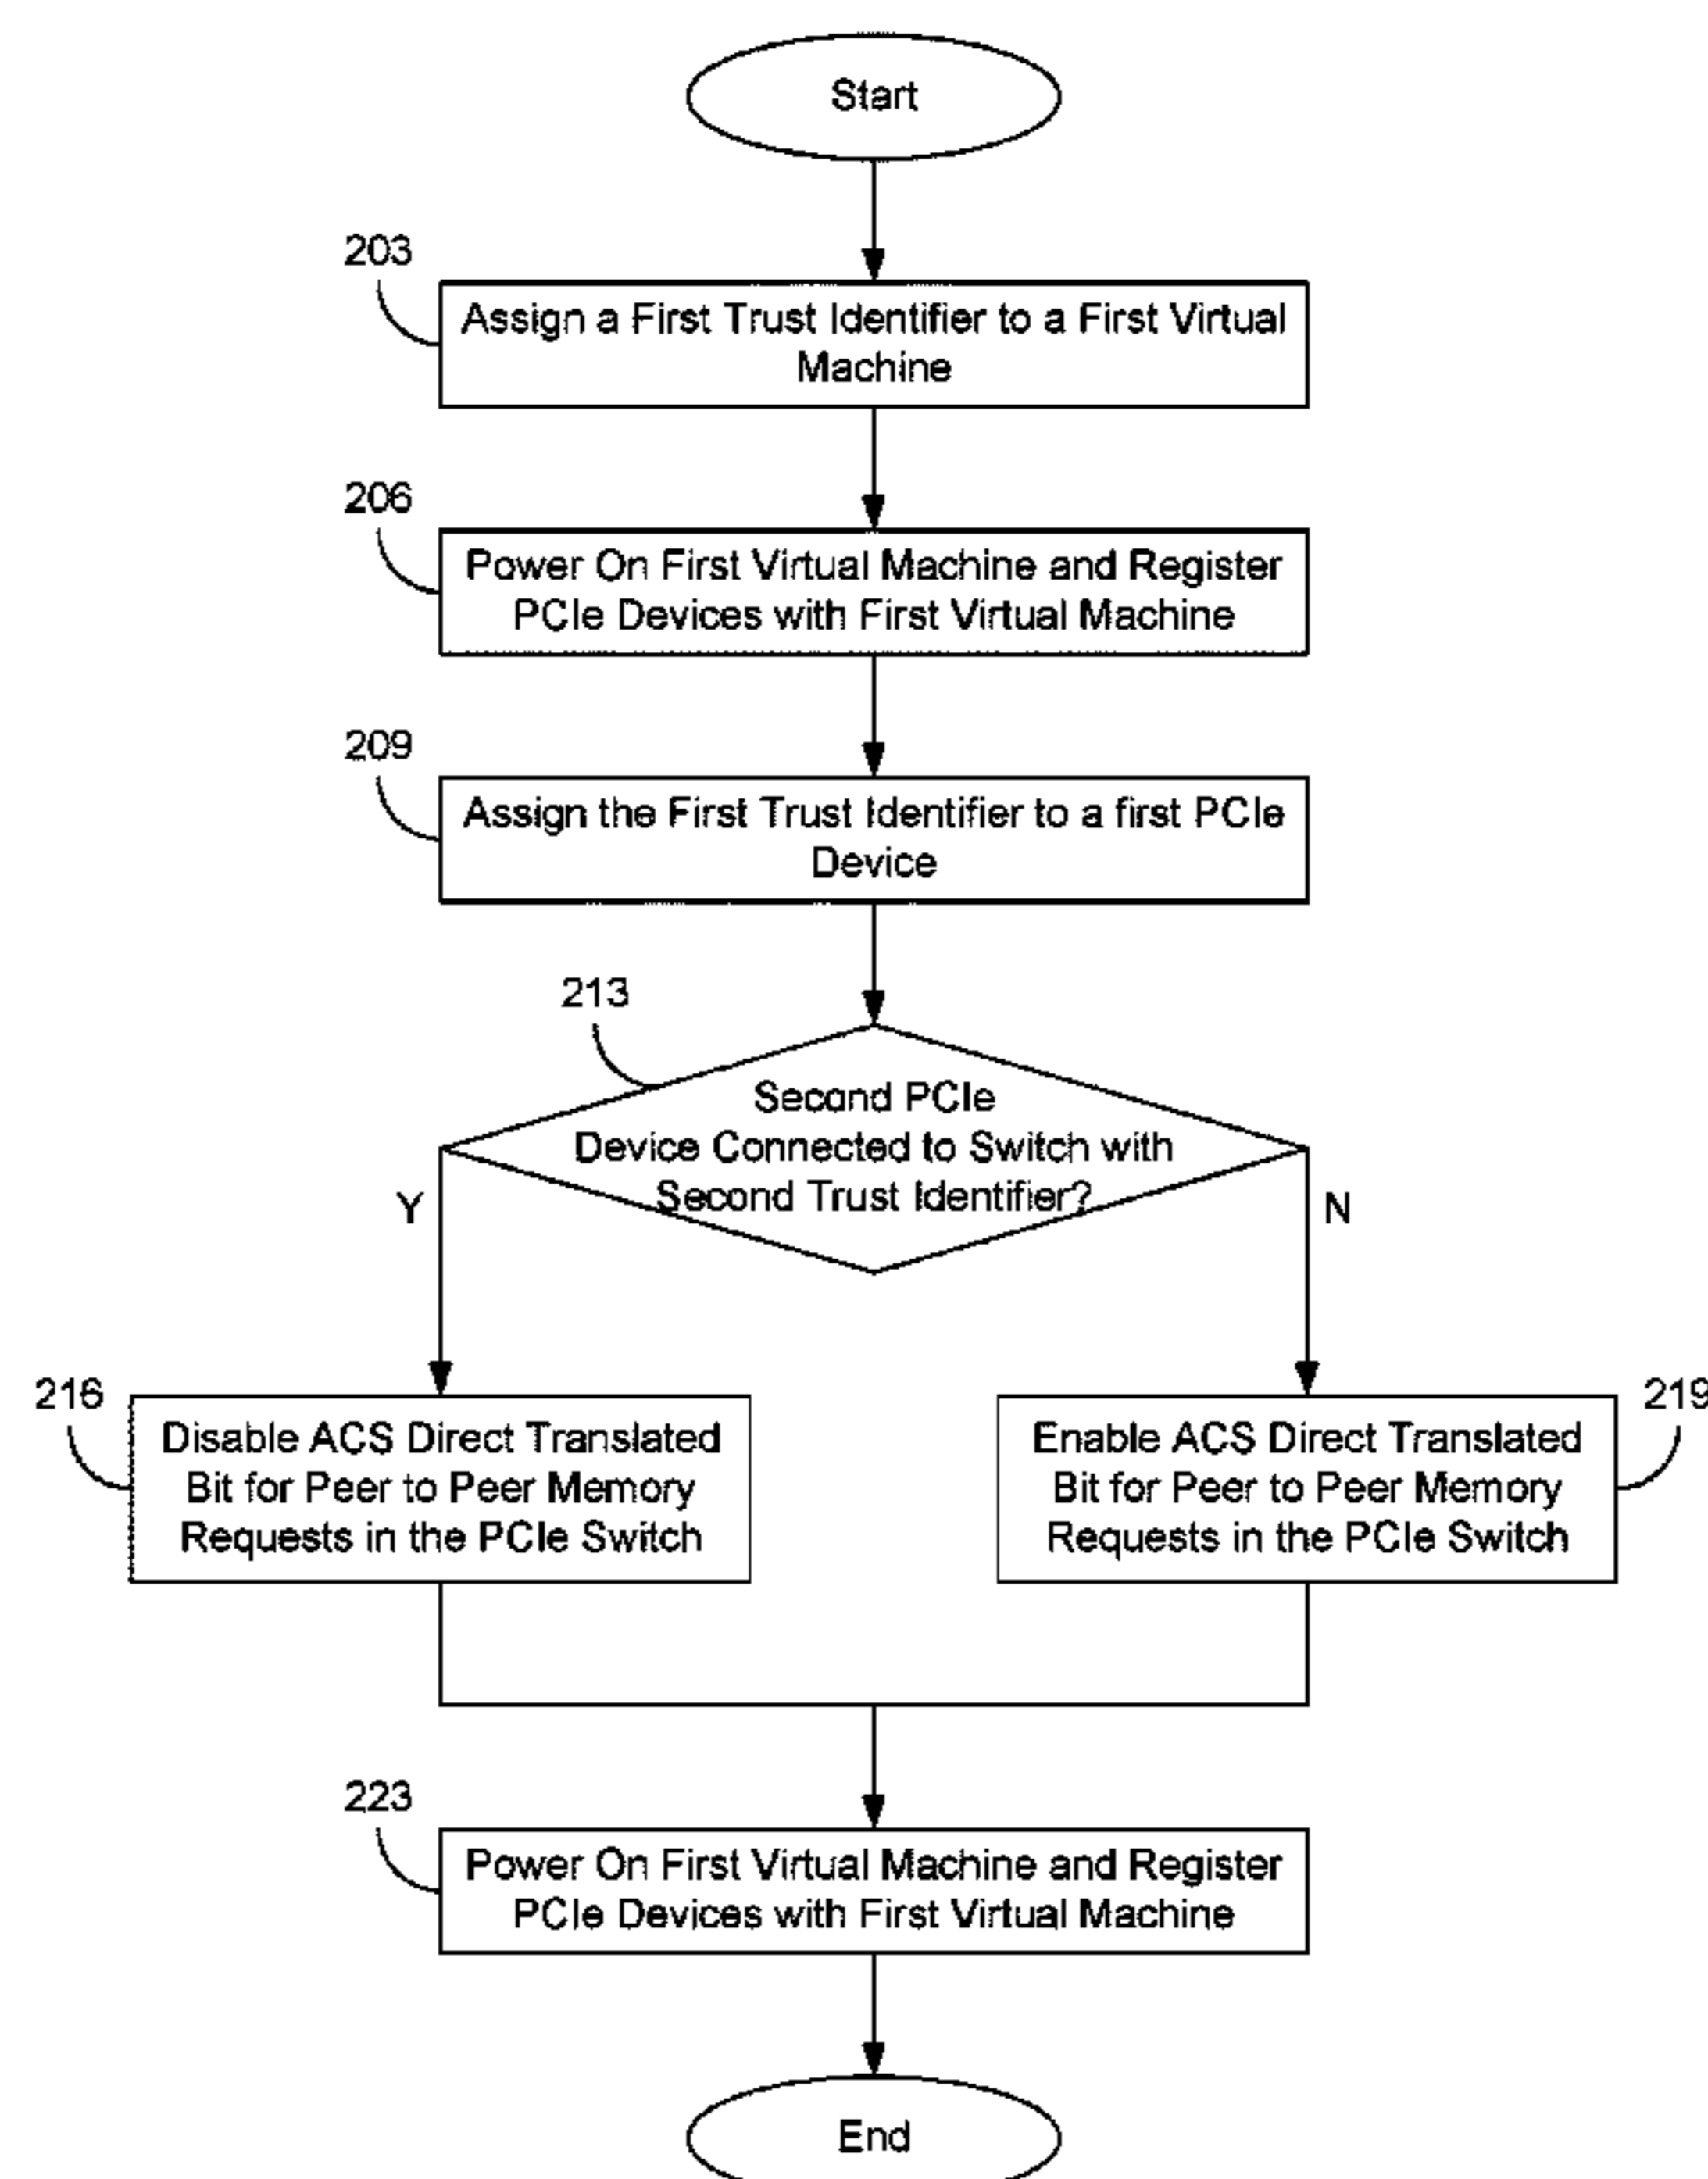 Start
203
Assign a First Trust Identifier to a First Virtual
Machine
206
Power On First Virtual Machine and Register
PCIe Devices with First Virtual Machine
209
Assign the First Trust Identifier to a first PCIe
Device
213
Second PCIe
Device Connected to Switch with
Second Trust Identifier?
Y
N
216
Disable ACS Direct Translated
Bit for Peer to Peer Memory
Requests in the PCIe Switch
219
Enable ACS Direct Translated
Bit for Peer to Peer Memory
Requests in the PCIe Switch
223
Power On First Virtual Machine and Register
PCIe Devices with First Virtual Machine
End